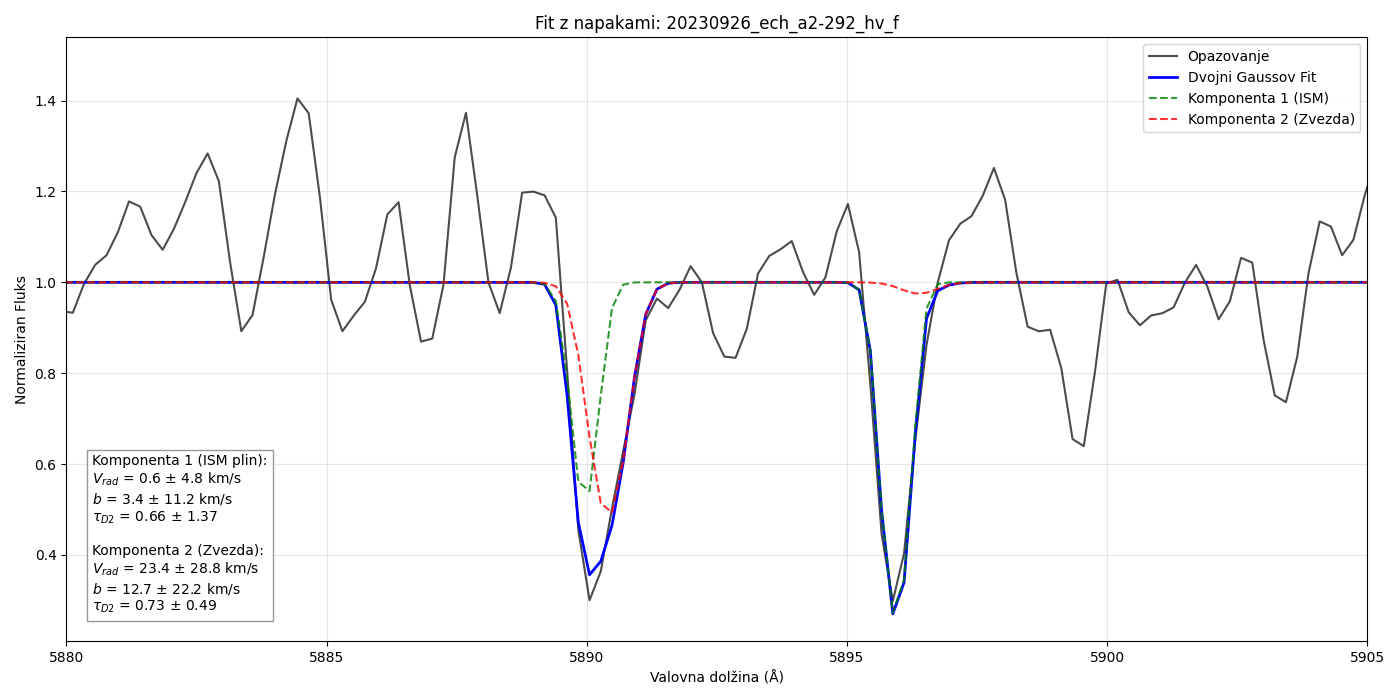 Fit z napakami: 20230926_ech_a2-292_hv_f
Opazovanje
Dvojni Gaussov Fit
Komponenta 1 (ISM)
Komponenta 2 (Zvezda)
Normaliziran Fluks
1.4
1.2
1.0
0.8
0.6
0.4
Komponenta 1 (ISM plin):
V_rad = 0.6 ± 4.8 km/s
b = 3.4 ± 11.2 km/s
τ_D2 = 0.66 ± 1.37
Komponenta 2 (Zvezda):
V_rad = 23.4 ± 28.8 km/s
b = 12.7 ± 22.2 km/s
τ_D2 = 0.73 ± 0.49
5880 5885 5890 5895 5900 5905
Valovna dolžina (Å)